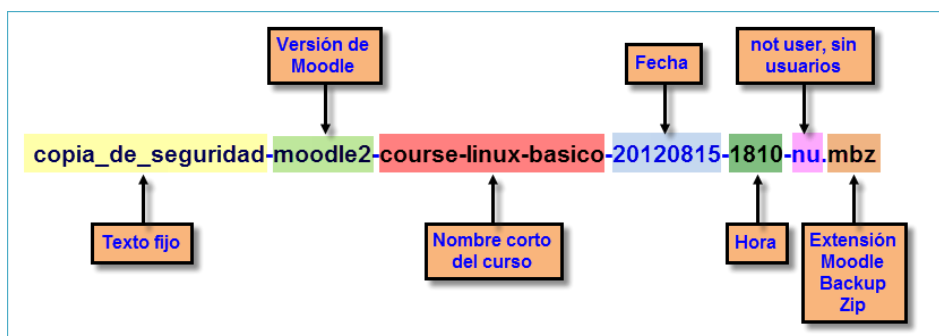 Versión de
Moodle
Fecha
not user, sin
usuarios
copia_de_seguridad-moodle2-course-linux-basico-20120815-1810-nu.mbz
Texto fijo
Nombre corto
del curso
Hora
Extensión
Moodle
Backup
Zip